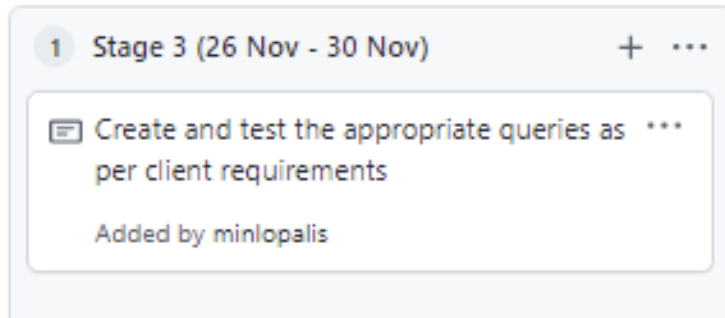 1 Stage 3 (26 Nov - 30 Nov)
Create and test the appropriate queries as
per client requirements
Added by minlopalis